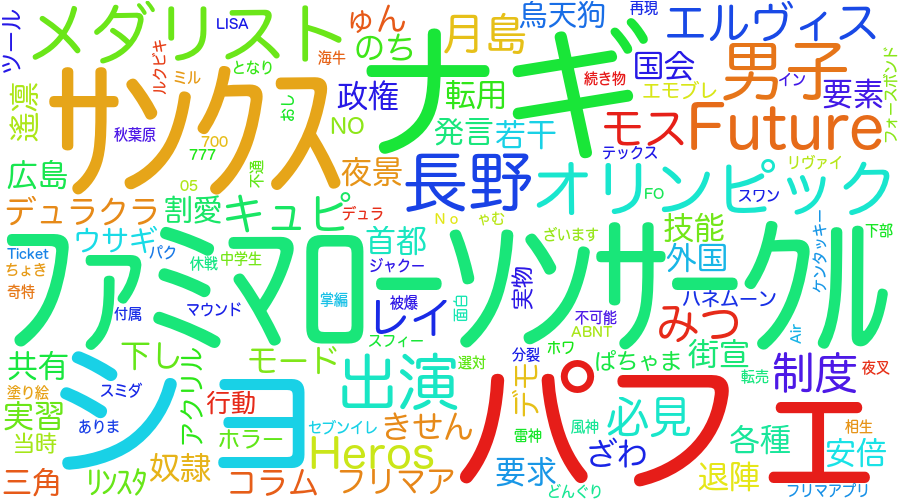 ツール
メダリスト
LISA
ゅん
のち
月島
烏天狗
再現
エルヴィス
ルクビキ
ミル
となり
海牛
ナギ
国会
続き物
男子
イン
フォースボンド
遙凛
サンクス
おし
政権
転用
エモブレ
要素
秋葉原
700
777
NO
発言
若干
モス
Future
テックス
広島
05
不適
夜景
長野
オリンピック
リヴァイ
FO
スワン
デュラクラ
割愛
キュピ
デュラ
No
ゃむ
ございます
技能
ケンタッキー
下部
Ticket
ウサギ
パク
休戦
中学生
首都
ジャクー
外国
ちょき
奇特
ファミマローソンサークル
付属
マウンド
掌編
被爆
レイ
面白
実物
不可能
ABNT
ハネムーン
みつ
Air
共有
下し
アクリル
モード
スフィー
選対
分裂
ホワ
ぱちゃま
街宣
転売
制度
夜叉
塗り絵
スミダ
ショ
出演
パフェ
デモ
実習
ありま
行動
必見
当時
ホラー
セブンイレ
きせん
雷神
風神
ざわ
各種
相生
安倍
三角
リンスタ
奴隷
コラム
Heros
フリマア
要求
どんぐり
退陣
フリマアプリ